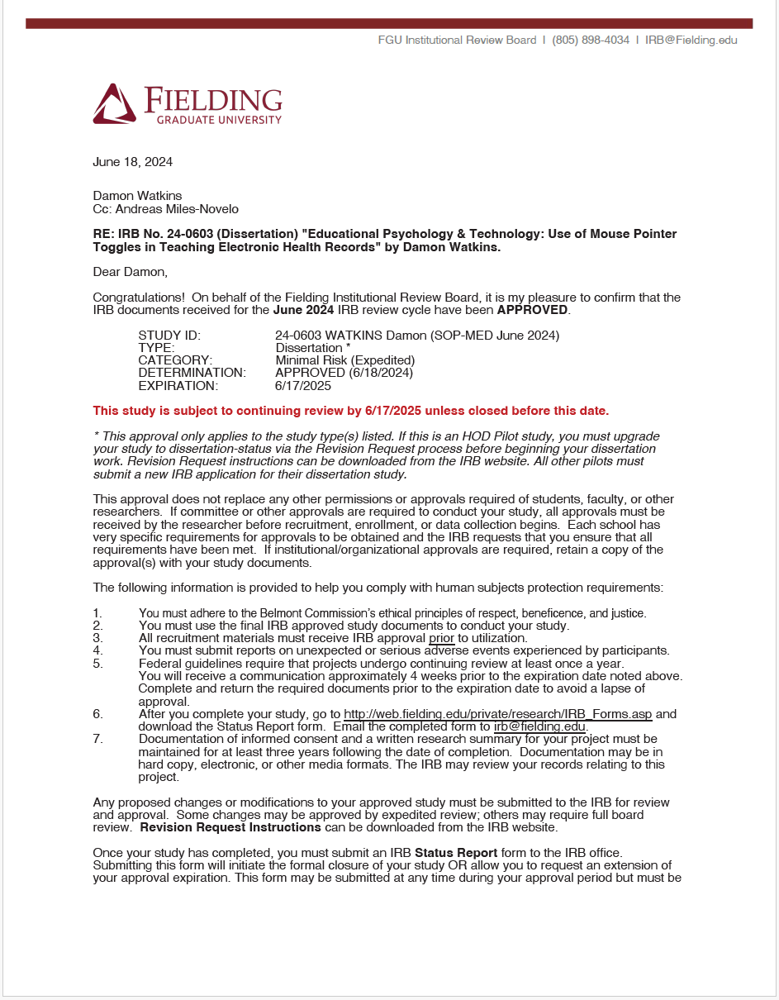 FGU Institutional Review Board | (805) 898-4034 | IRB@Fielding.edu
FIELDING
GRADUATE UNIVERSITY
June 18, 2024
Damon Watkins
Cc: Andreas Miles-Novelo
RE: IRB No. 24-0603 (Dissertation) "Educational Psychology & Technology: Use of Mouse Pointer
Toggles in Teaching Electronic Health Records" by Damon Watkins.
Dear Damon,
Congratulations!  On behalf of the Fielding Institutional Review Board, it is my pleasure to confirm that the
IRB documents received for the June 2024 IRB review cycle have been APPROVED.
STUDY ID: 24-0603 WATKINS Damon (SOP-MED June 2024)
TYPE: Dissertation *
CATEGORY: Minimal Risk (Expedited)
DETERMINATION: APPROVED (6/18/2024)
EXPIRATION: 6/17/2025
This study is subject to continuing review by 6/17/2025 unless closed before this date.
* This approval only applies to the study type(s) listed. If this is an HOD Pilot study, you must upgrade
your study to dissertation-status via the Revision Request process before beginning your dissertation
work. Revision Request instructions can be downloaded from the IRB website. All other pilots must
submit a new IRB application for their dissertation study.
This approval does not replace any other permissions or approvals required of students, faculty, or other
researchers.  If committee or other approvals are required to conduct your study, all approvals must be
received by the researcher before recruitment, enrollment, or data collection begins.  Each school has
very specific requirements for approvals to be obtained and the IRB requests that you ensure that all
requirements have been met.  If institutional/organizational approvals are required, retain a copy of the
approval(s) with your study documents.
The following information is provided to help you comply with human subjects protection requirements:
1. You must adhere to the Belmont Commission's ethical principles of respect, beneficence, and justice.
2. You must use the final IRB approved study documents to conduct your study.
3. All recruitment materials must receive IRB approval prior to utilization.
4. You must submit reports on unexpected or serious adverse events experienced by participants.
5. Federal guidelines require that projects undergo continuing review at least once a year.
You will receive a communication approximately 4 weeks prior to the expiration date noted above.
Complete and return the required documents prior to the expiration date to avoid a lapse of
approval.
6. After you complete your study, go to http://web.fielding.edu/private/research/IRB_Forms.asp and
download the Status Report form.  Email the completed form to irb@fielding.edu.
7. Documentation of informed consent and a written research summary for your project must be
maintained for at least three years following the date of completion.  Documentation may be in
hard copy, electronic, or other media formats. The IRB may review your records relating to this
project.
Any proposed changes or modifications to your approved study must be submitted to the IRB for review
and approval.  Some changes may be approved by expedited review; others may require full board
review.  Revision Request Instructions can be downloaded from the IRB website.
Once your study has completed, you must submit an IRB Status Report form to the IRB office.
Submitting this form will initiate the formal closure of your study OR allow you to request an extension of
your approval expiration. This form may be submitted at any time during your approval period but must be